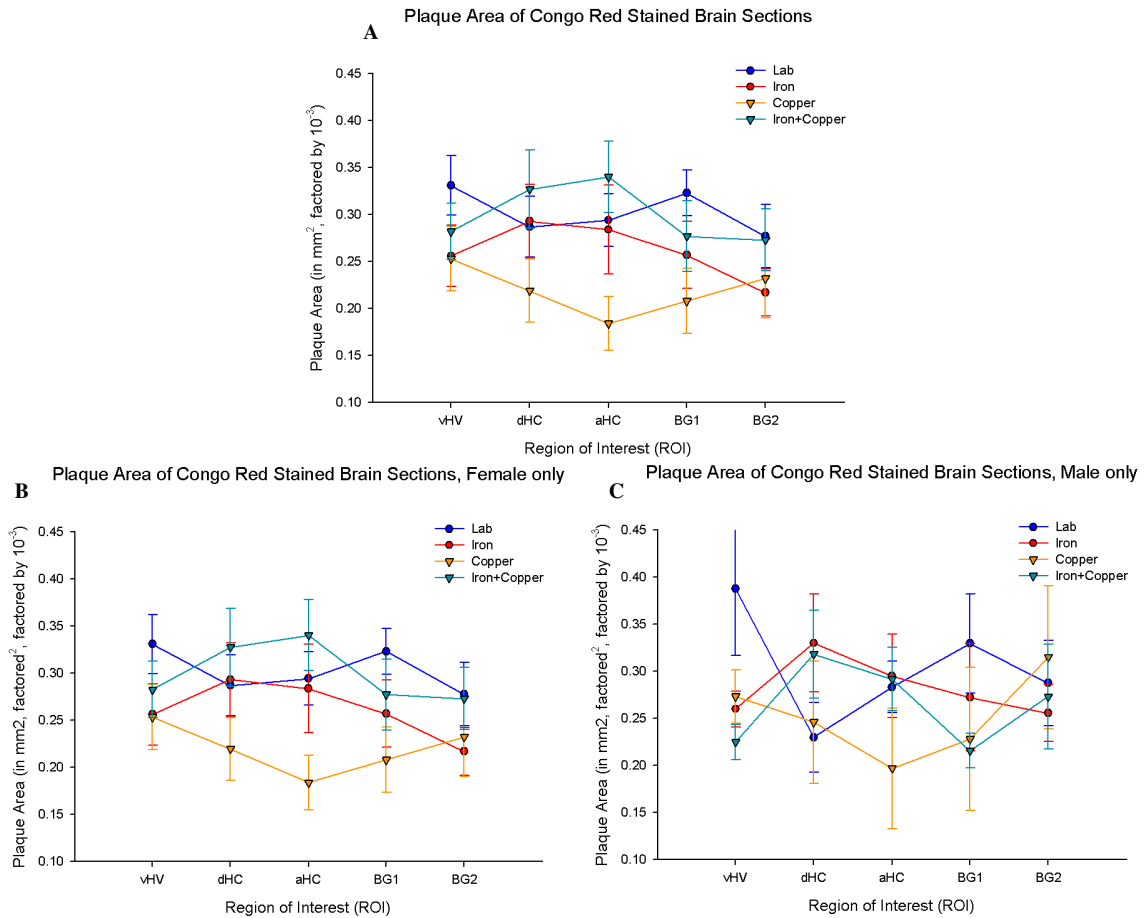 Plaque Area of Congo Red Stained Brain Sections
A
Plaque Area (in mm², factored by 10⁻³)
0.45
0.40
0.35
0.30
0.25
0.20
0.15
0.10
Lab
Iron
Copper
Iron+Copper
vHV dHC aHC BG1 BG2
Region of Interest (ROI)
Plaque Area of Congo Red Stained Brain Sections, Female only
B
Plaque Area (in mm2, factored², factored by 10⁻³)
0.45
0.40
0.35
0.30
0.25
0.20
0.15
0.10
Lab
Iron
Copper
Iron+Copper
vHV dHC aHC BG1 BG2
Region of Interest (ROI)
Plaque Area of Congo Red Stained Brain Sections, Male only
C
Plaque Area (in mm2, factored², factored by 10⁻³)
0.45
0.40
0.35
0.30
0.25
0.20
0.15
0.10
Lab
Iron
Copper
Iron+Copper
vHV dHC aHC BG1 BG2
Region of Interest (ROI)